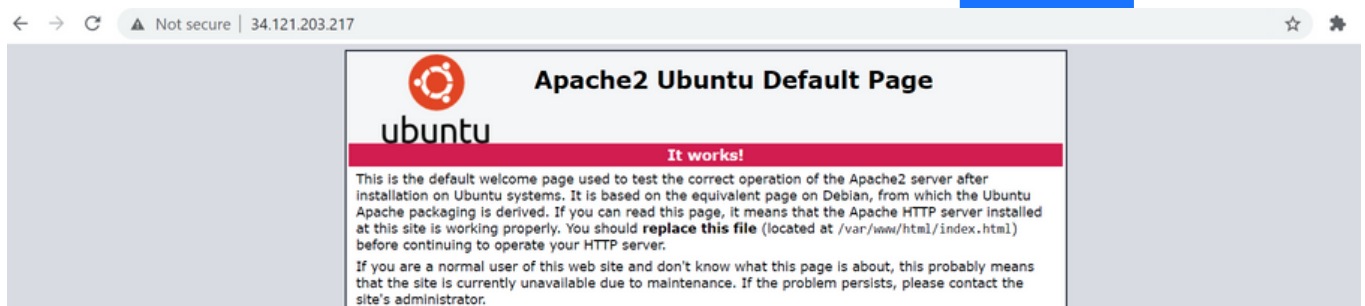 Not secure | 34.121.203.217
Apache2 Ubuntu Default Page
ubuntu
It works!
This is the default welcome page used to test the correct operation of the Apache2 server after
installation on Ubuntu systems. It is based on the equivalent page on Debian, from which the Ubuntu
Apache packaging is derived. If you can read this page, it means that the Apache HTTP server installed
at this site is working properly. You should replace this file (located at /var/www/html/index.html)
before continuing to operate your HTTP server.
If you are a normal user of this web site and don't know what this page is about, this probably means
that the site is currently unavailable due to maintenance. If the problem persists, please contact the
site's administrator.